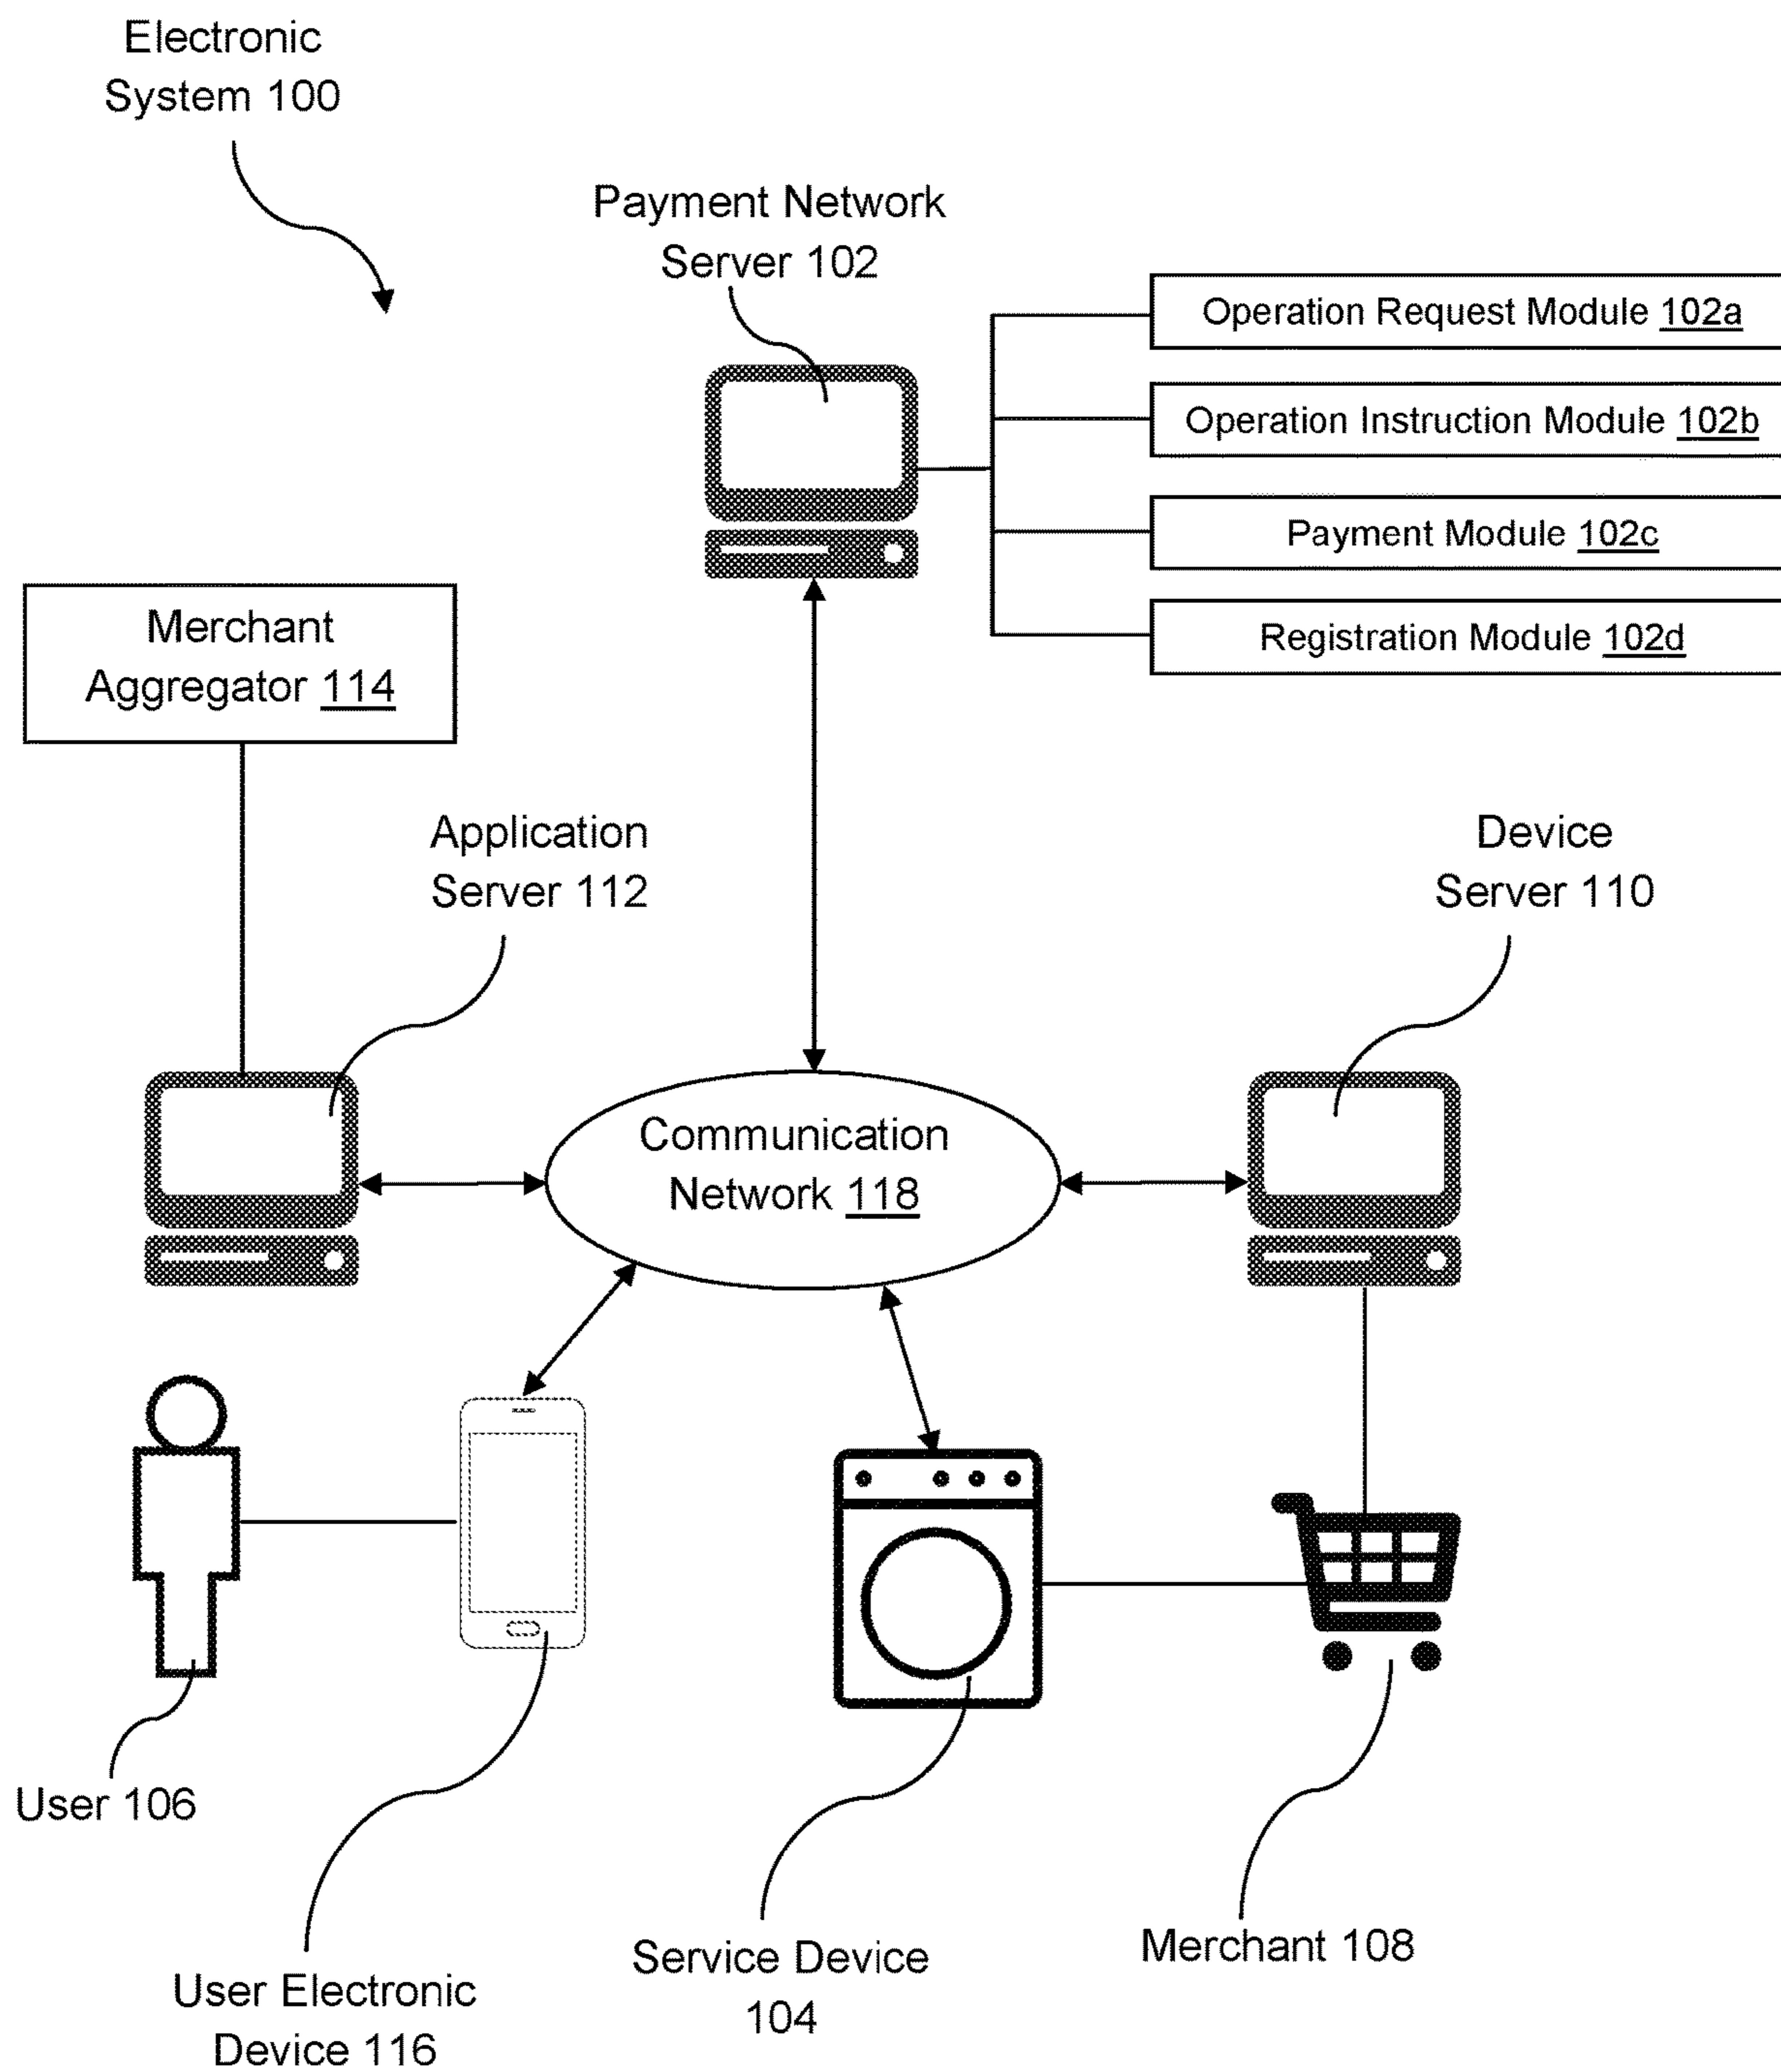 Electronic
System 100
Payment Network
Server 102
Operation Request Module 102a
Operation Instruction Module 102b
Payment Module 102c
Registration Module 102d
Merchant
Aggregator 114
Application
Server 112
Device
Server 110
Communication
Network 118
User 106
User Electronic
Device 116
Service Device
104
Merchant 108